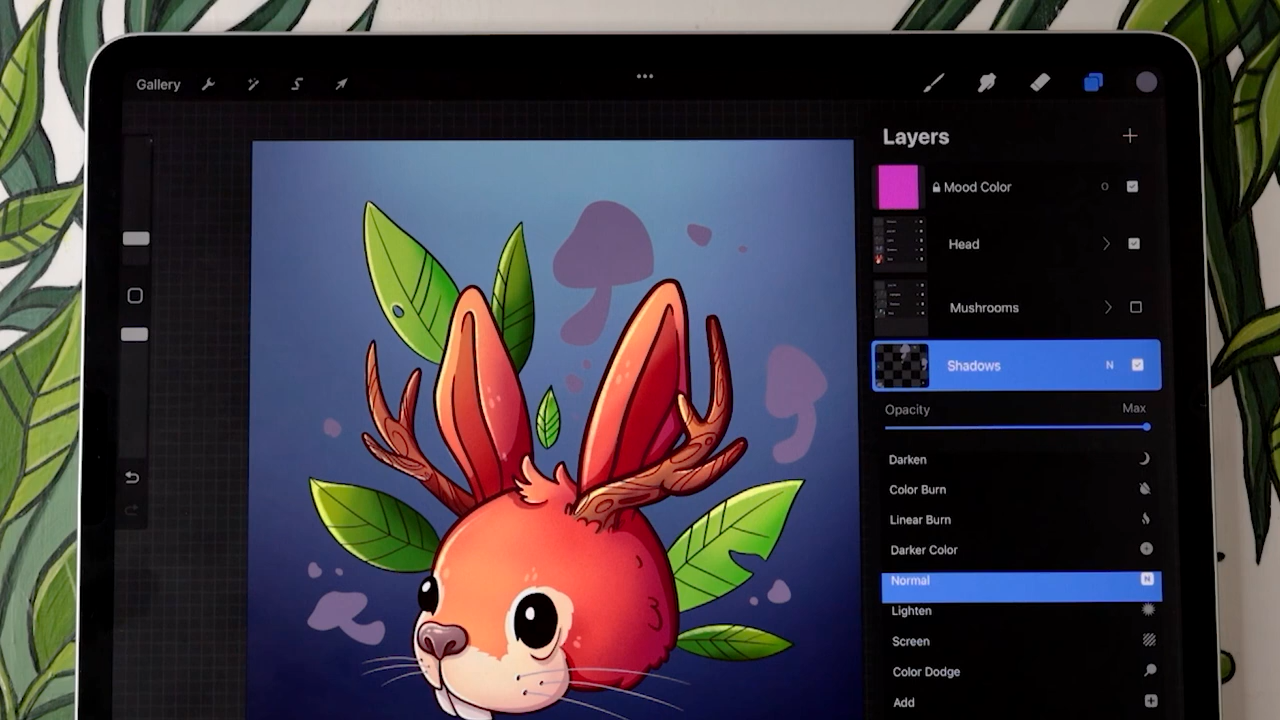 Gallery
Layers
Mood Color O
Head
Mushrooms
Shadows N
Opacity Max
Darken
Color Burn
Linear Burn
Darker Color
Normal N
Lighten
Screen
Color Dodge
Add